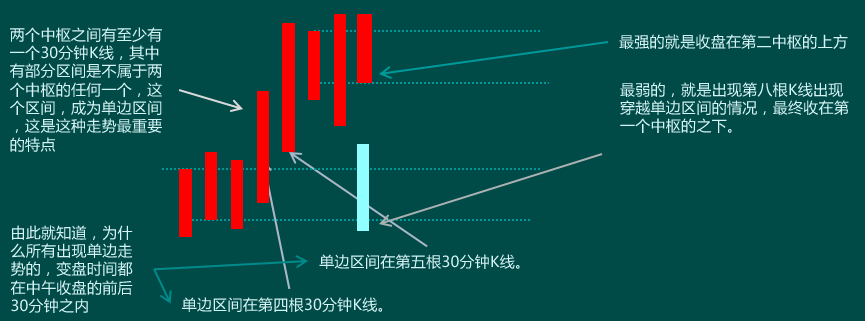 两个中枢之间有至少有
一个30分钟K线，其中
有部分区间是不属于两
个中枢的任何一个，这
个区间，成为单边区间
，这是这种走势最重要
的特点
最强的就是收盘在第二中枢的上方
最弱的，就是出现第八根K线出现
穿越单边区间的情况，最终收在第
一个中枢的之下。
由此就知道，为什
么所有出现单边走
势的，变盘时间都
在中午收盘的前后
30分钟之内
单边区间在第五根30分钟K线。
单边区间在第四根30分钟K线。